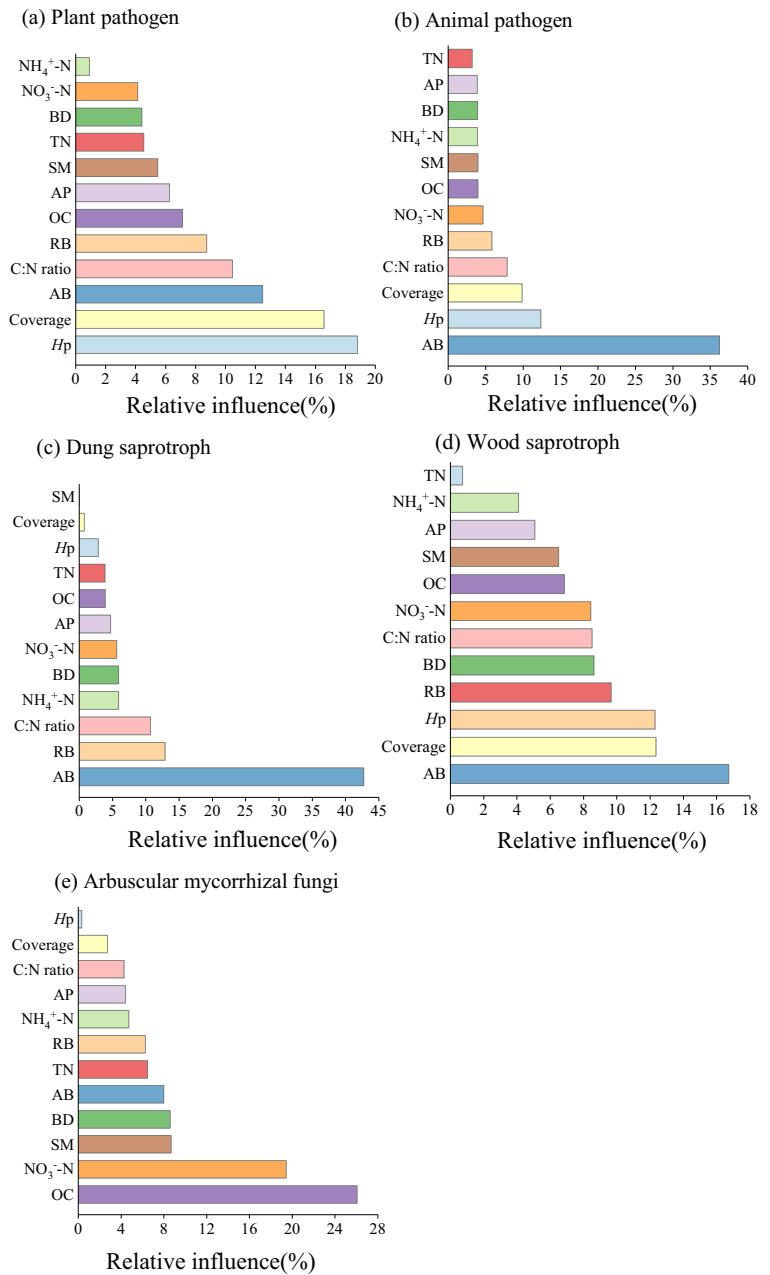 (a) Plant pathogen
NH₄⁺-N
NO₃⁻-N
BD
TN
SM
AP
OC
RB
C:N ratio
AB
Coverage
Hp
0 2 4 6 8 10 12 14 16 18 20
Relative influence(%)
(b) Animal pathogen
TN
AP
BD
NH₄⁺-N
SM
OC
NO₃⁻-N
RB
C:N ratio
Coverage
Hp
AB
0 5 10 15 20 25 30 35 40
Relative influence(%)
(c) Dung saprotroph
SM
Coverage
Hp
TN
OC
AP
NO₃⁻-N
BD
NH₄⁺-N
C:N ratio
RB
AB
0 5 10 15 20 25 30 35 40 45
Relative influence(%)
(d) Wood saprotroph
TN
NH₄⁺-N
AP
SM
OC
NO₃⁻-N
C:N ratio
BD
RB
Hp
Coverage
AB
0 2 4 6 8 10 12 14 16 18
Relative influence(%)
(e) Arbuscular mycorrhizal fungi
Hp
Coverage
C:N ratio
AP
NH₄⁺-N
RB
TN
AB
BD
SM
NO₃⁻-N
OC
0 4 8 12 16 20 24 28
Relative influence(%)